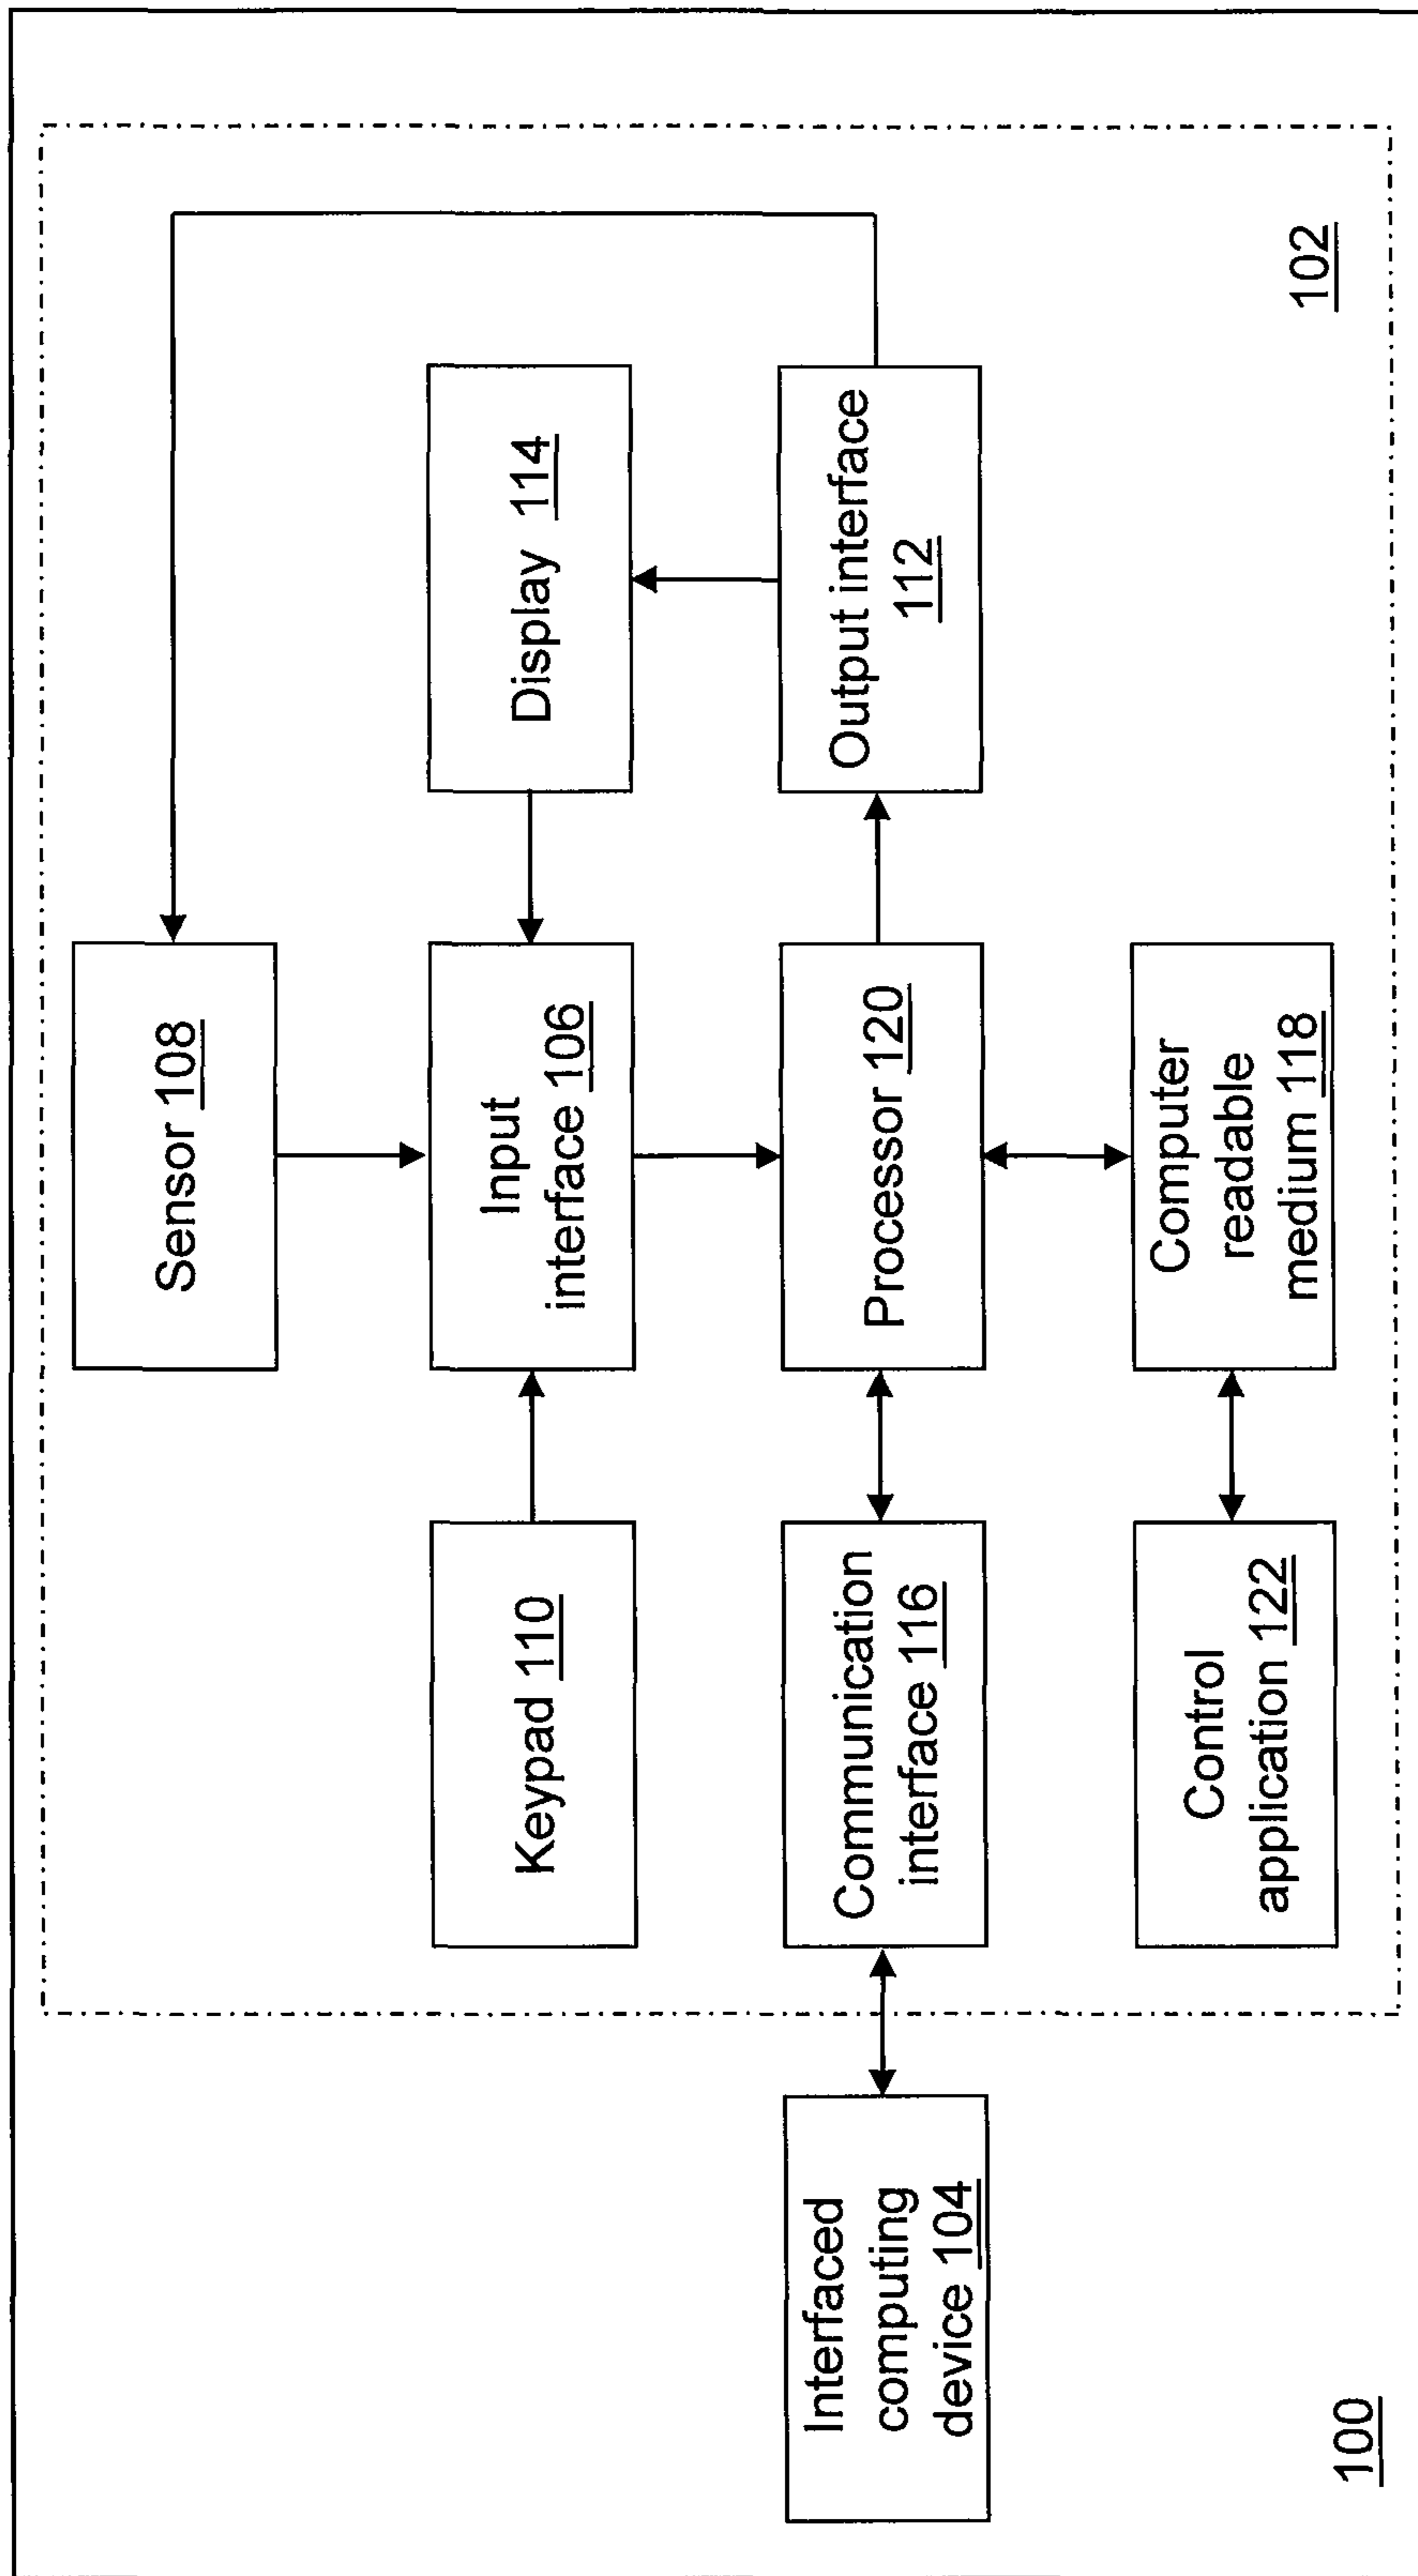 Sensor 108
Keypad 110
Input
interface 106
Display 114
Interfaced
computing
device 104
Communication
interface 116
Processor 120
Output interface
112
Control
application 122
Computer
readable
medium 118
102
100